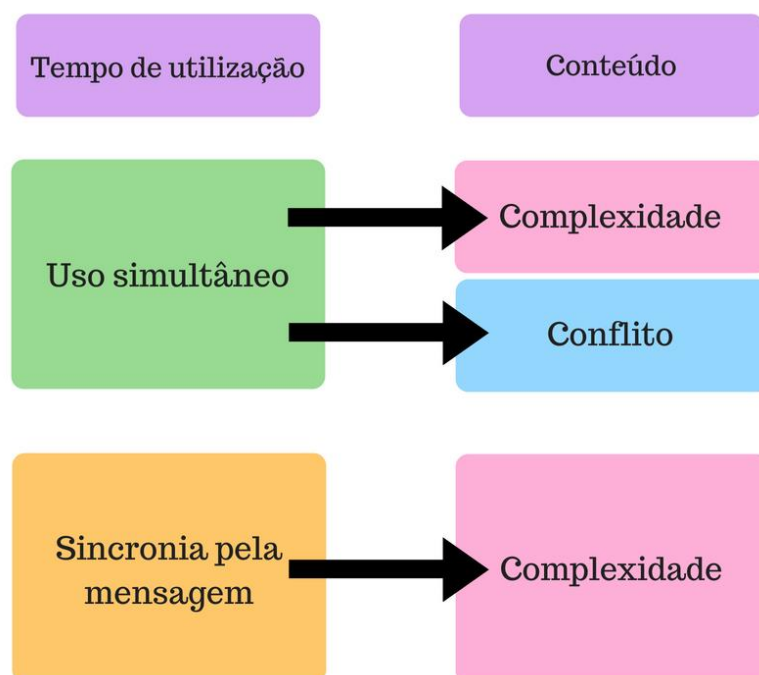 Tempo de utilização
Conteúdo
Uso simultâneo
Complexidade
Conflito
Sincronia pela
mensagem
Complexidade